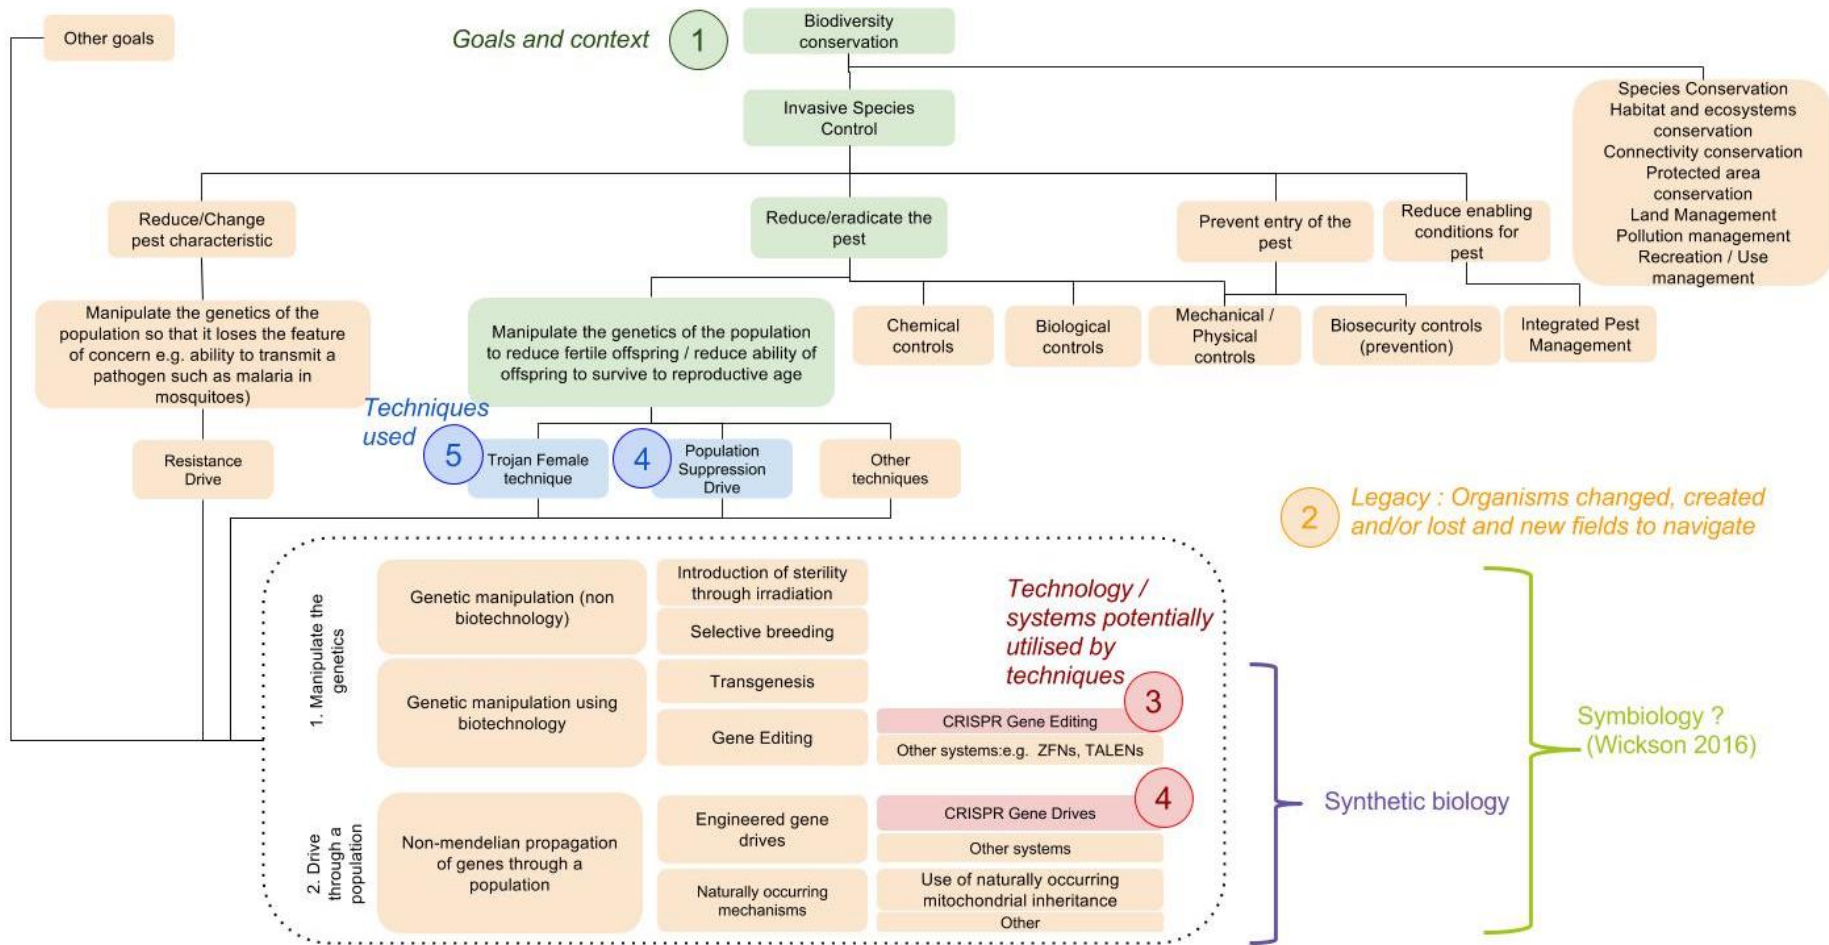 Other goals
Goals and context
1
Biodiversity
conservation
Invasive Species
Control
Species Conservation
Habitat and ecosystems
conservation
Connectivity conservation
Protected area
conservation
Land Management
Pollution management
Recreation / Use
management
Reduce/Change
pest characteristic
Reduce/eradicate the
pest
Prevent entry of the
pest
Reduce enabling
conditions for
pest
Manipulate the genetics of the
population so that it loses the feature
of concern e.g. ability to transmit a
pathogen such as malaria in
mosquitoes)
Manipulate the genetics of the population
to reduce fertile offspring / reduce ability of
offspring to survive to reproductive age
Chemical
controls
Biological
controls
Mechanical /
Physical
controls
Biosecurity controls
(prevention)
Integrated Pest
Management
Techniques
used
Resistance
Drive
5
Trojan Female
technique
4
Population
Suppression
Drive
Other
techniques
2
Legacy : Organisms changed, created
and/or lost and new fields to navigate
1. Manipulate the
genetics
Genetic manipulation (non
biotechnology)
Introduction of sterility
through irradiation
Selective breeding
Technology /
systems potentially
utilised by
techniques
3
Genetic manipulation using
biotechnology
Transgenesis
Gene Editing
CRISPR Gene Editing
Other systems:e.g. ZFNs, TALENs
2. Drive
through a
population
Non-mendelian propagation
of genes through a
population
Engineered gene
drives
4
CRISPR Gene Drives
Other systems
Naturally occurring
mechanisms
Use of naturally occurring
mitochondrial inheritance
Other
Synthetic biology
Symbiology ?
(Wickson 2016)